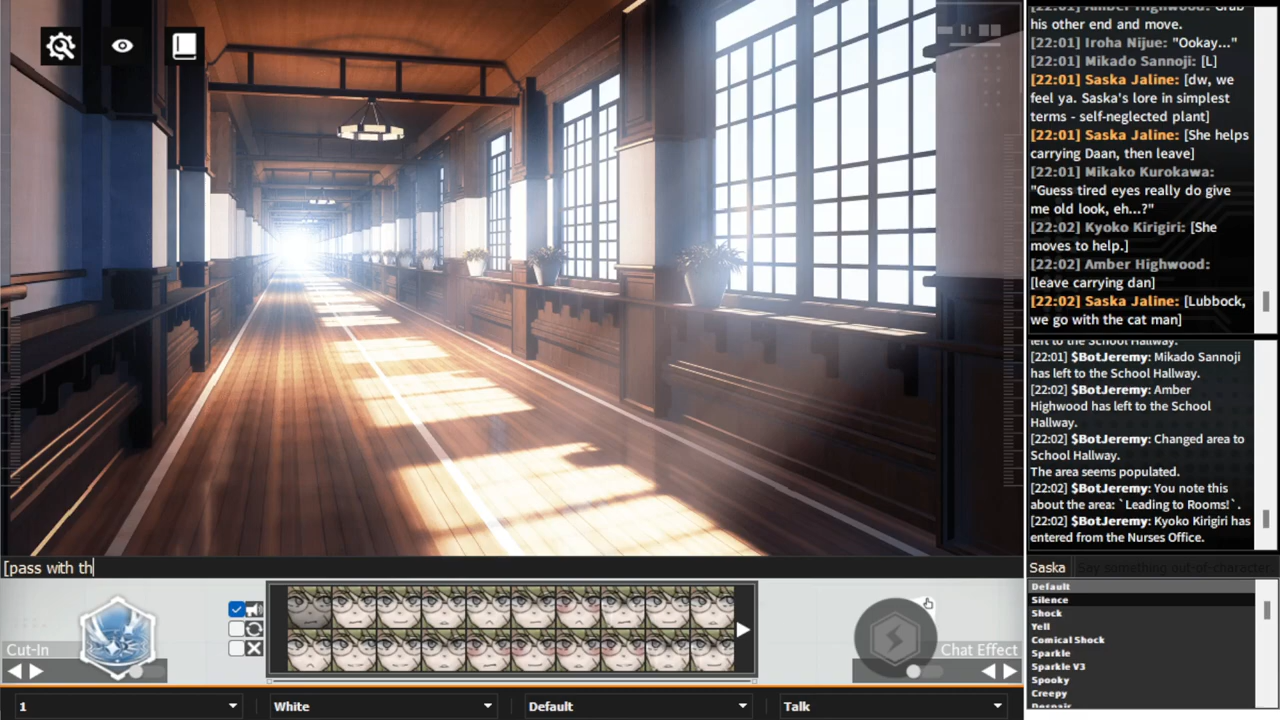 his other end and move.
[22:01] Iroha Nijue: "Ookay..."
[22:01] Mikado Sannoji: [L]
[22:01] Saska Jaline: [dw, we
feel ya. Saska's lore in simplest
terms - self-neglected plant]
[22:01] Saska Jaline: [She helps
carrying Daan, then leave]
[22:01] Mikako Kurokawa:
"Guess tired eyes really do give
me old look, eh...?"
[22:02] Kyoko Kirigiri: [She
moves to help.]
[22:02] Amber Highwood:
[leave carrying dan]
[22:02] Saska Jaline: [Lubbock,
we go with the cat man]
left to the School Hallway.
[22:01] $BotJeremy: Mikado Sannoji
has left to the School Hallway.
[22:02] $BotJeremy: Amber
Highwood has left to the School
Hallway.
[22:02] $BotJeremy: Changed area to
School Hallway.
The area seems populated.
[22:02] $BotJeremy: You note this
about the area: `Leading to Rooms!`.
[22:02] $BotJeremy: Kyoko Kirigiri has
entered from the Nurses Office.
[pass with th
Saska
Say something out-of-character
Default
Silence
Shock
Yell
Comical Shock
Sparkle
Sparkle V3
Spooky
Creepy
Despair
Cut-In
Chat Effect
1
White
Default
Talk